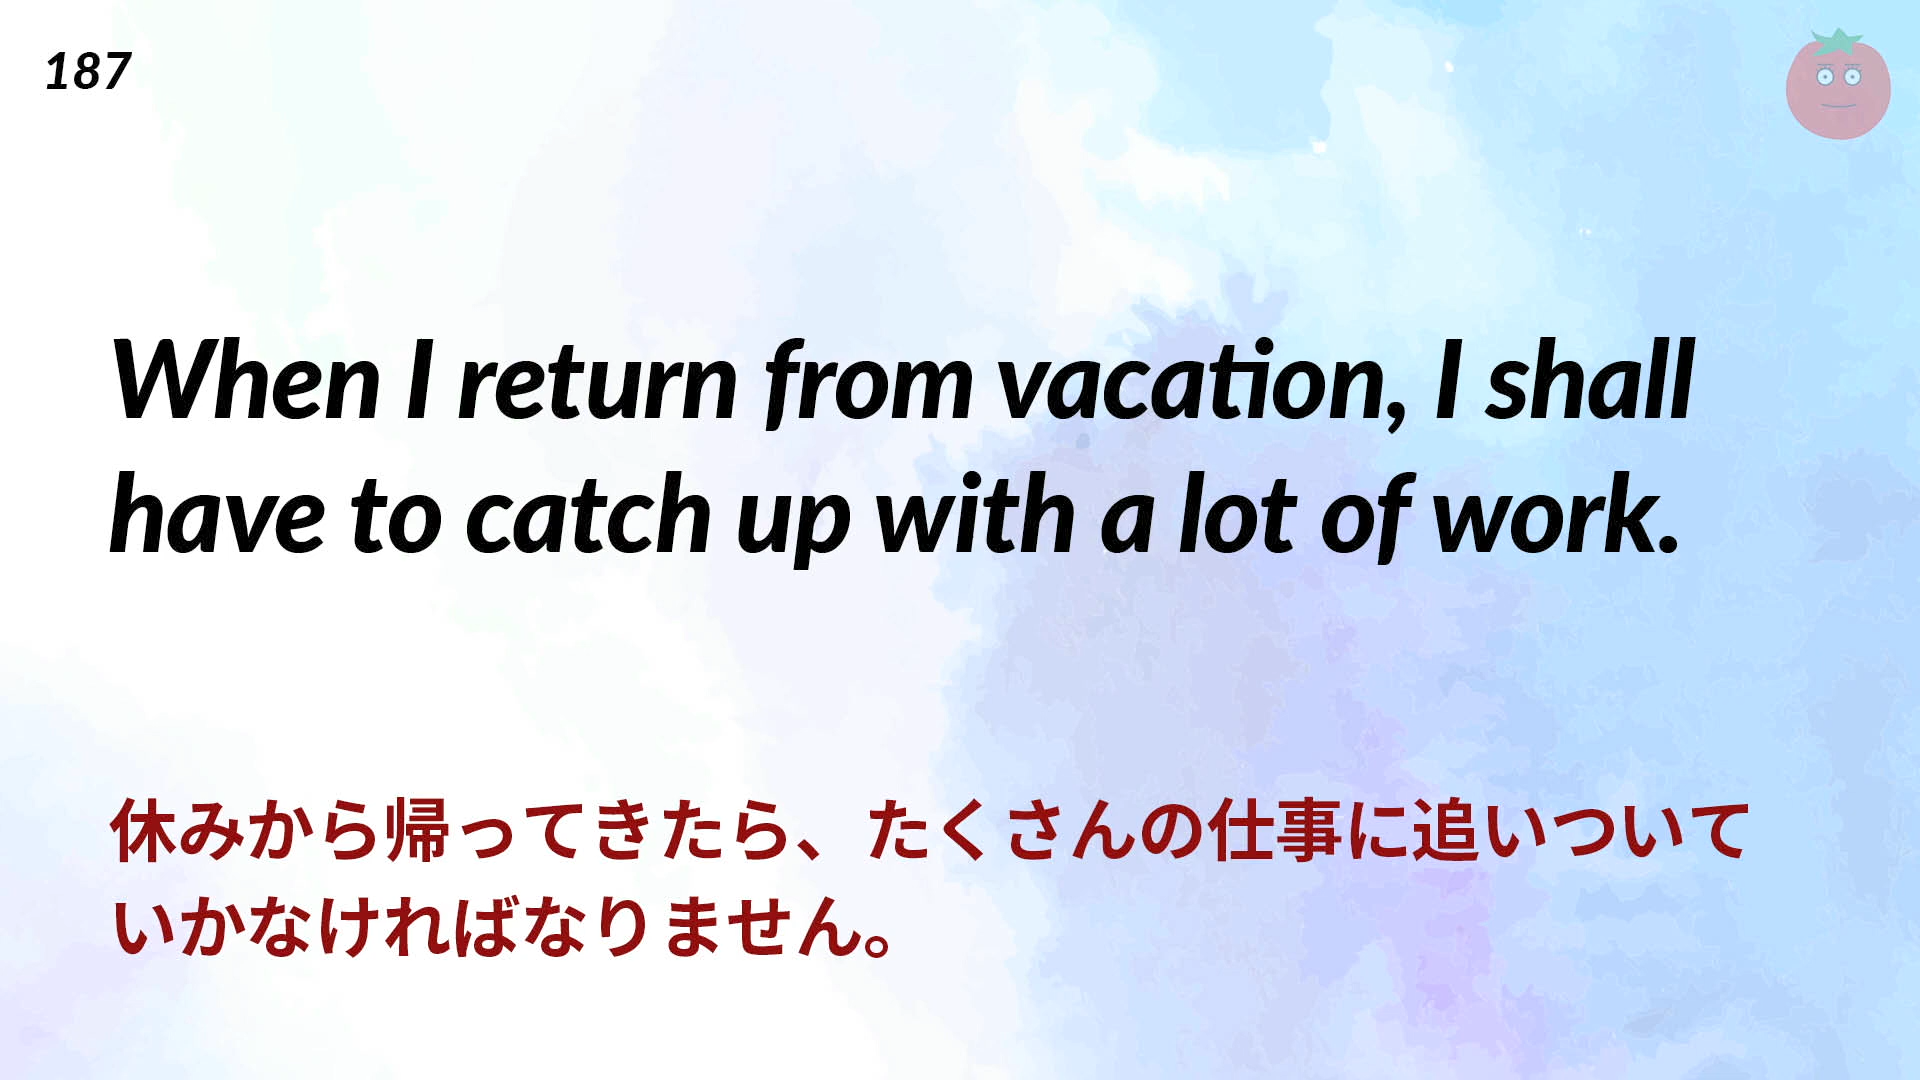 187
When I return from vacation, I shall
have to catch up with a lot of work.
休みから帰ってきたら、たくさんの仕事に追いついて
いかなければなりません。